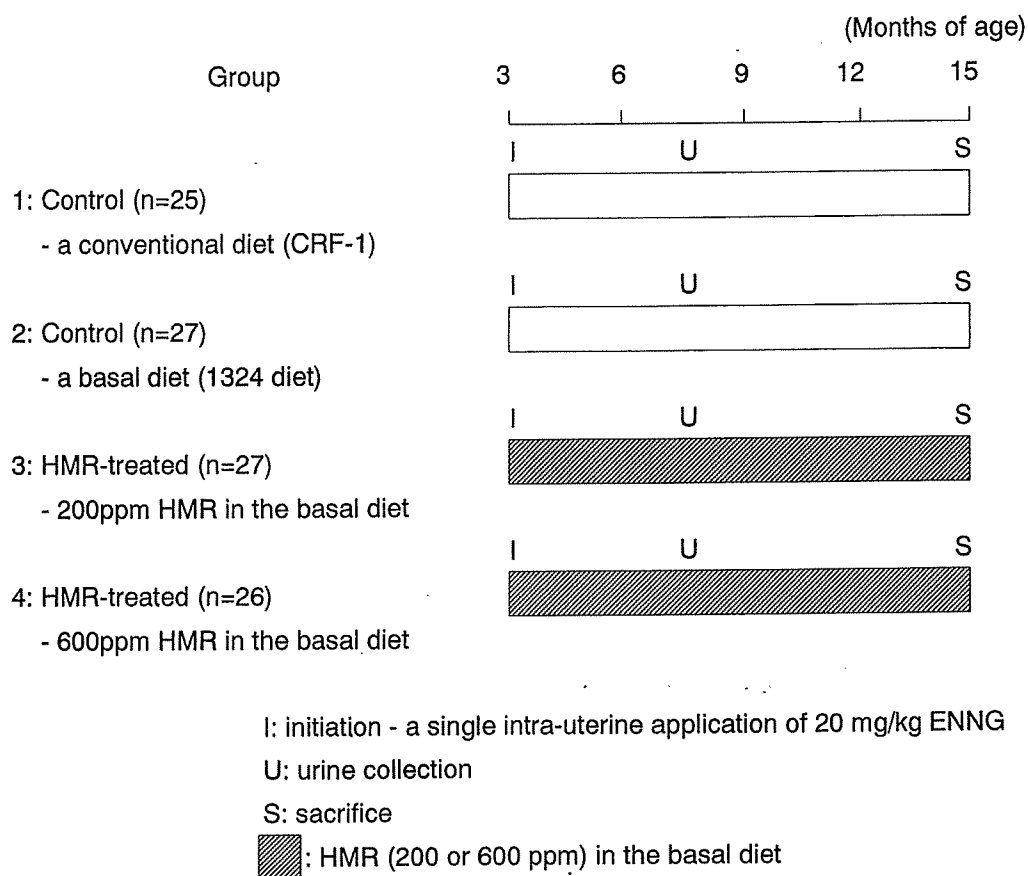 (Months of age)
Group 3 6 9 12 15
I U S
1: Control (n=25)
- a conventional diet (CRF-1)
I U S
2: Control (n=27)
- a basal diet (1324 diet)
I U S
3: HMR-treated (n=27)
- 200ppm HMR in the basal diet
I U S
4: HMR-treated (n=26)
- 600ppm HMR in the basal diet
I: initiation - a single intra-uterine application of 20 mg/kg ENNG
U: urine collection
S: sacrifice
: HMR (200 or 600 ppm) in the basal diet